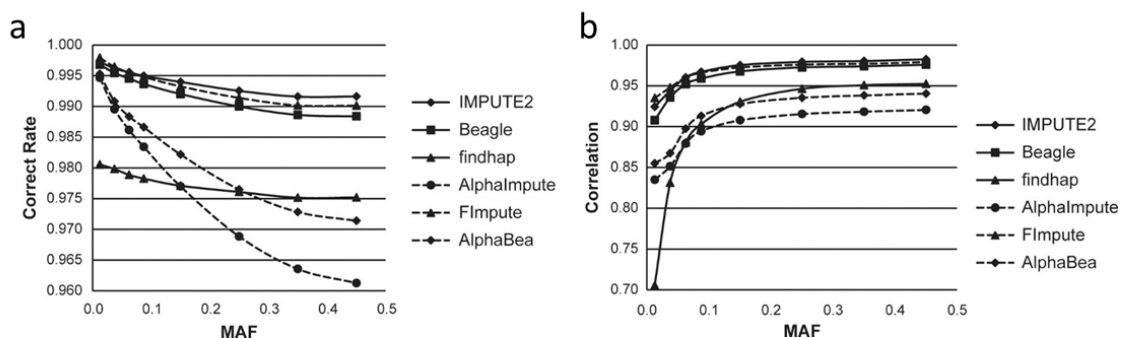 a
1.000
0.995
0.990
0.985
0.980
0.975
0.970
0.965
0.960
Correct Rate
0.0 0.1 0.2 0.3 0.4 0.5
MAF
IMPUTE2
Beagle
findhap
AlphaImpute
FImpute
AlphaBea
b
1.00
0.95
0.90
0.85
0.80
0.75
0.70
Correlation
0.0 0.1 0.2 0.3 0.4 0.5
MAF
IMPUTE2
Beagle
findhap
AlphaImpute
FImpute
AlphaBea